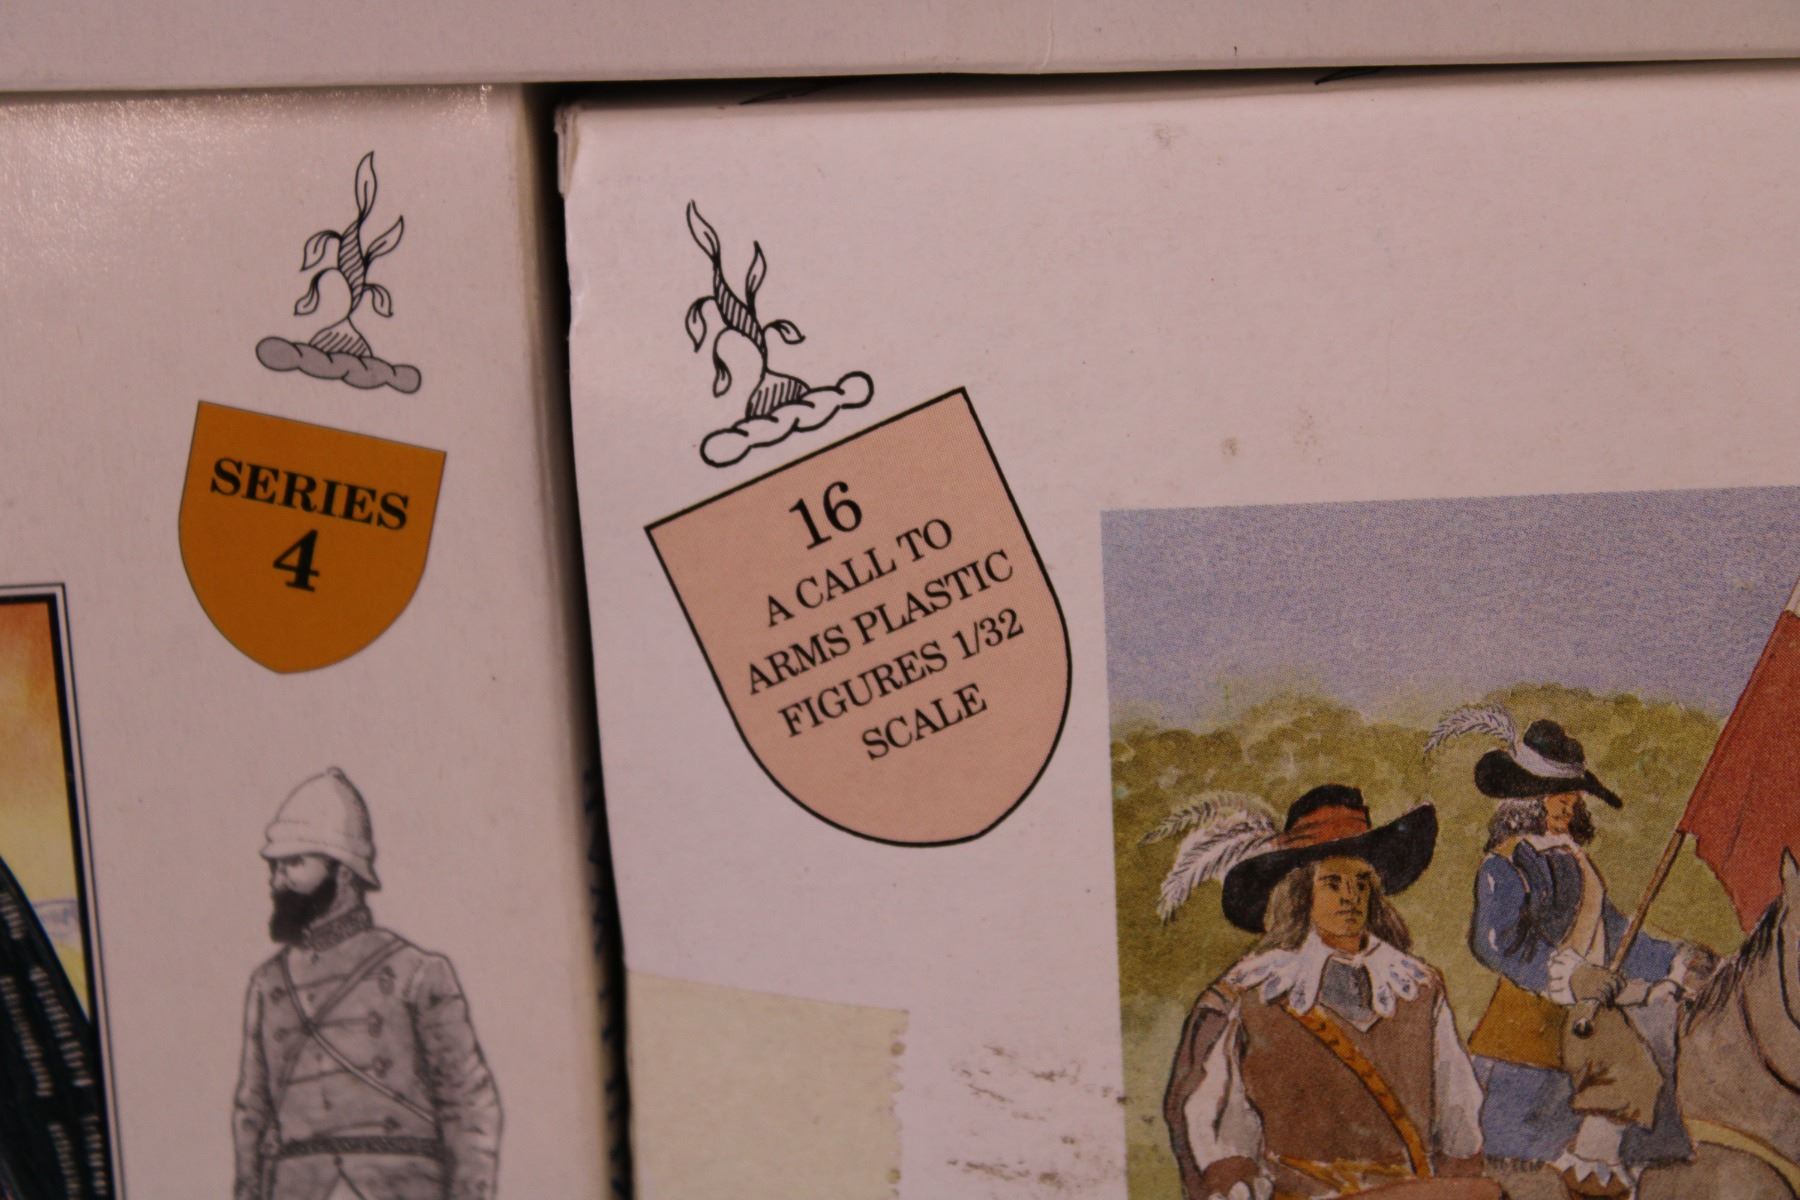 SERIES
4
16
A CALL TO
ARMS PLASTIC
FIGURES 1/32
SCALE